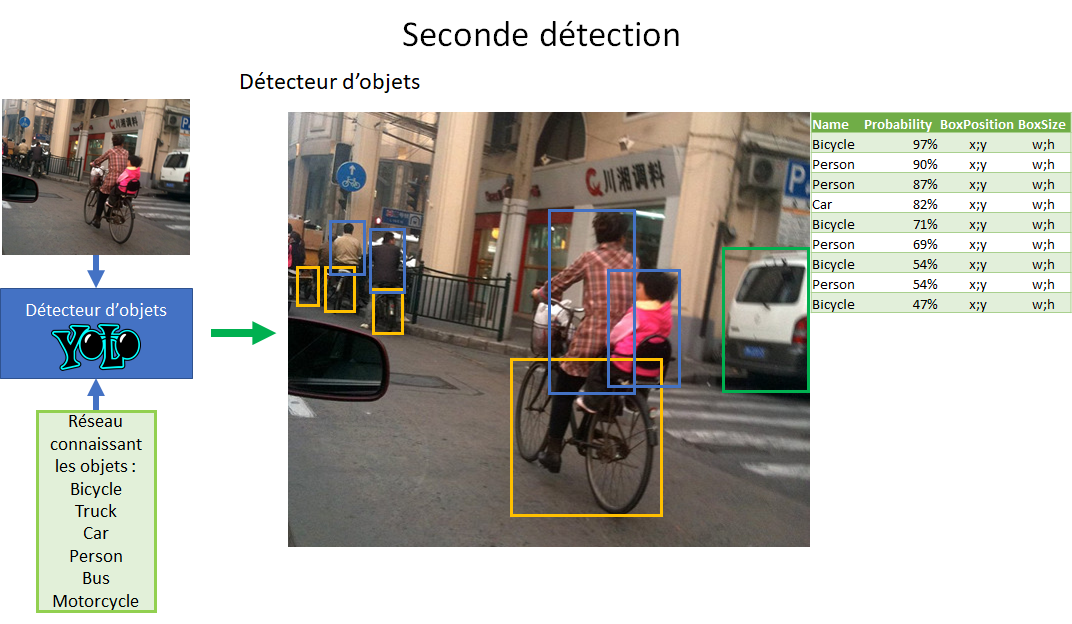 Seconde détection
Détecteur d'objets
Détecteur d'objets
YOLO
Réseau
connaissant
les objets :
Bicycle
Truck
Car
Person
Bus
Motorcycle
川湘调料
P
Name Probability BoxPosition BoxSize
Bicycle 97% x;y w;h
Person 90% x;y w;h
Person 87% x;y w;h
Car 82% x;y w;h
Bicycle 71% x;y w;h
Person 69% x;y w;h
Bicycle 54% x;y w;h
Person 54% x;y w;h
Bicycle 47% x;y w;h